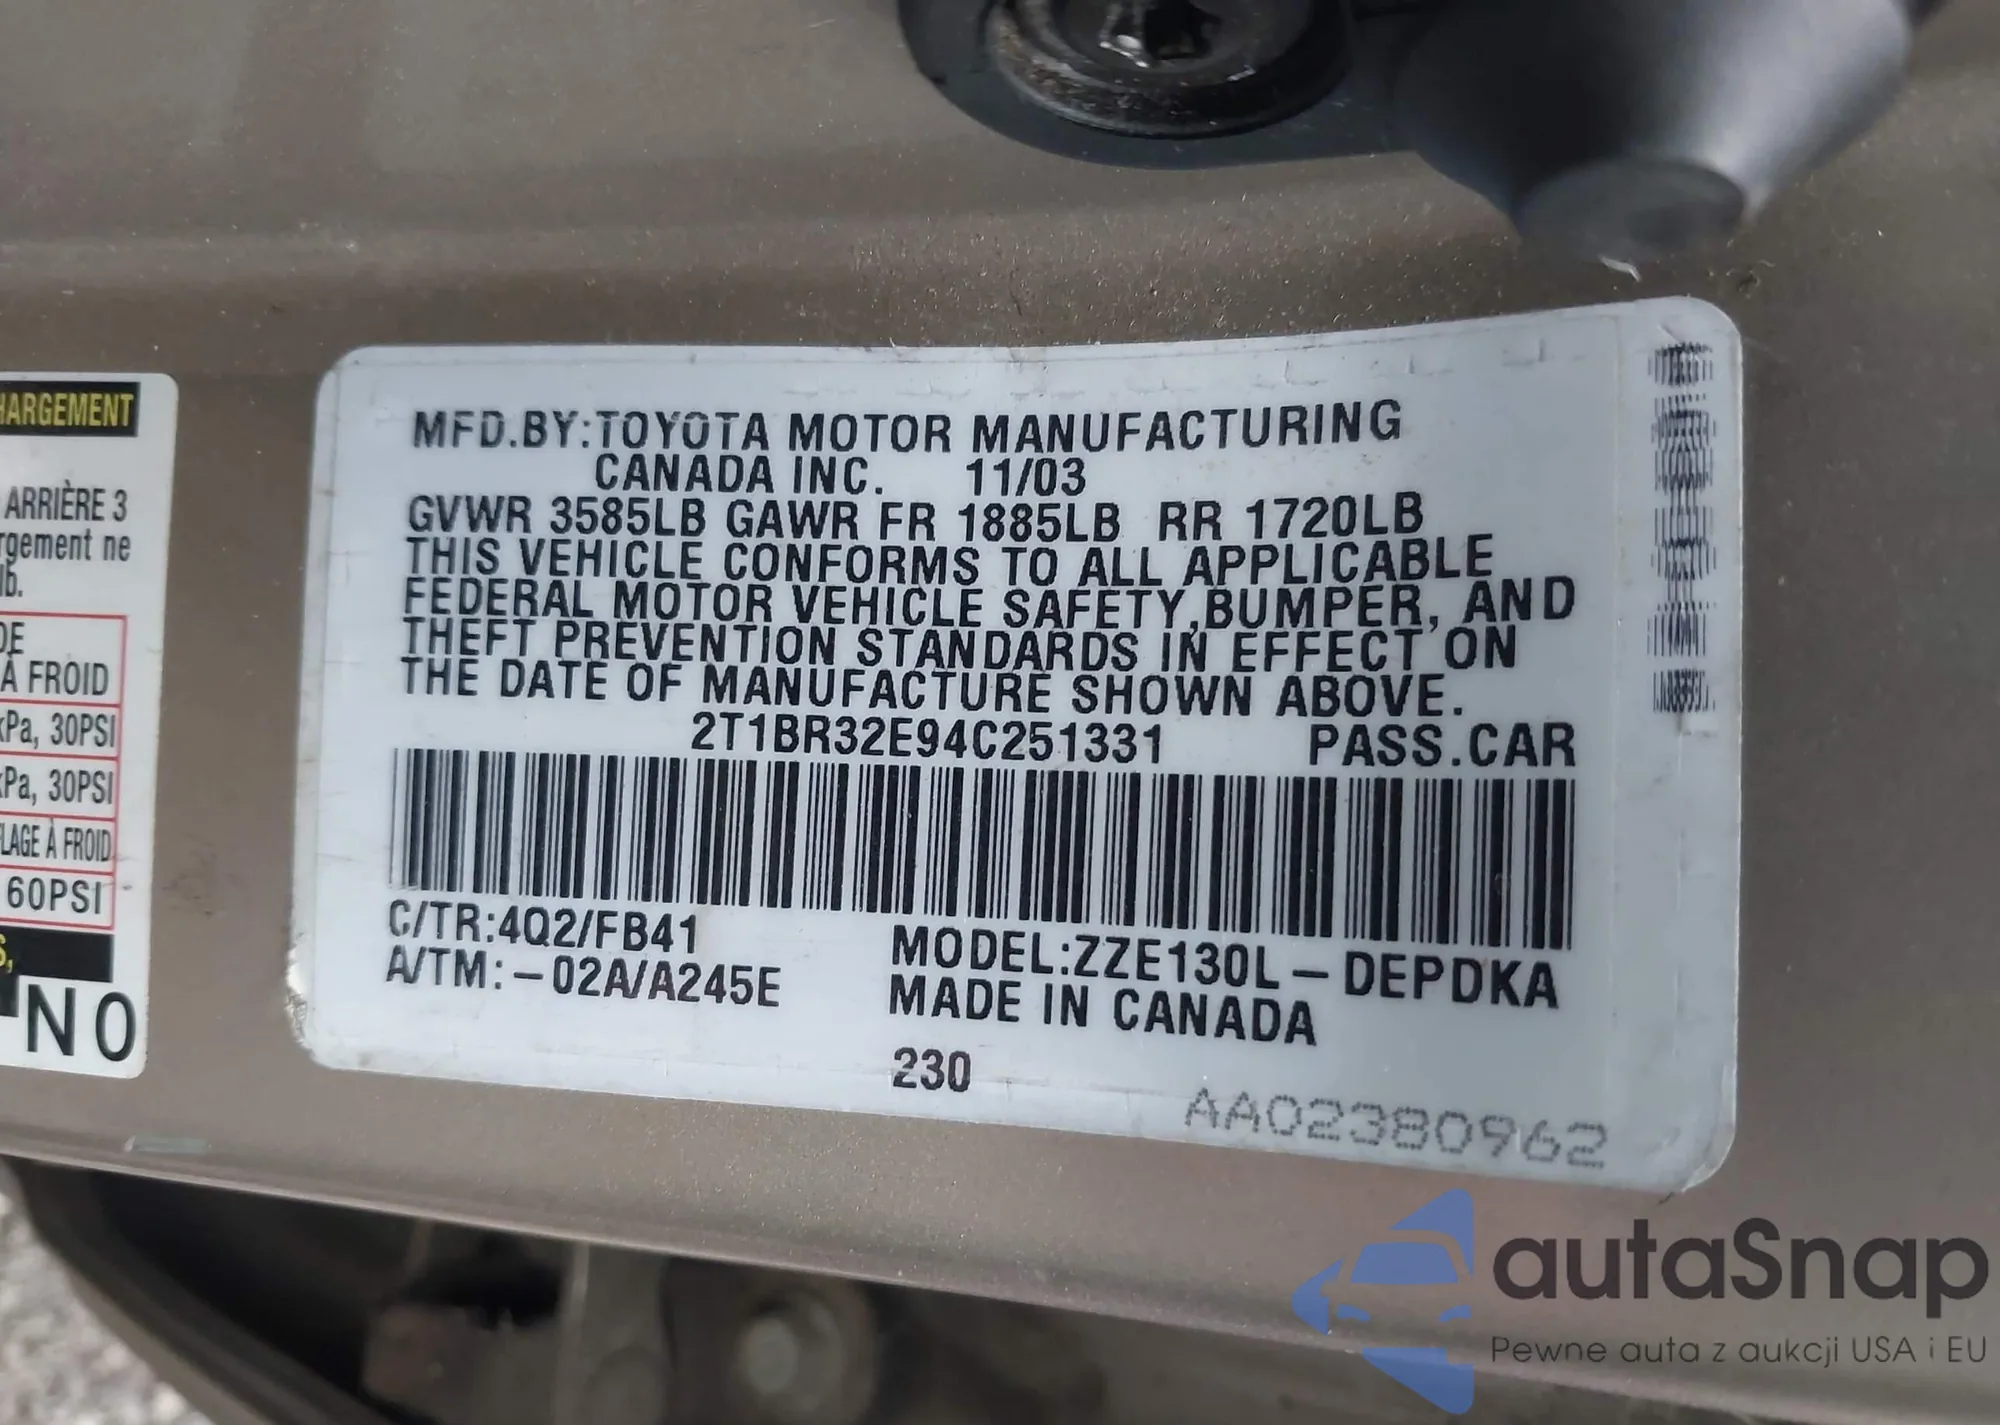 HARGEMENT
ARRIÈRE 3
rgement ne
lb.
DE
À FROID
kPa, 30PSI
kPa, 30PSI
LAGE À FROID
60PSI
S,
NO
MFD.BY:TOYOTA MOTOR MANUFACTURING
CANADA INC. 11/03
GVWR 3585LB GAWR FR 1885LB RR 1720LB
THIS VEHICLE CONFORMS TO ALL APPLICABLE
FEDERAL MOTOR VEHICLE SAFETY,BUMPER, AND
THEFT PREVENTION STANDARDS IN EFFECT ON
THE DATE OF MANUFACTURE SHOWN ABOVE.
2T1BR32E94C251331 PASS.CAR
C/TR:4Q2/FB41
A/TM:-02A/A245E
MODEL:ZZE130L-DEPDKA
MADE IN CANADA
230
AA02380962
autaSnap
Pewne auta z aukcji USA i EU